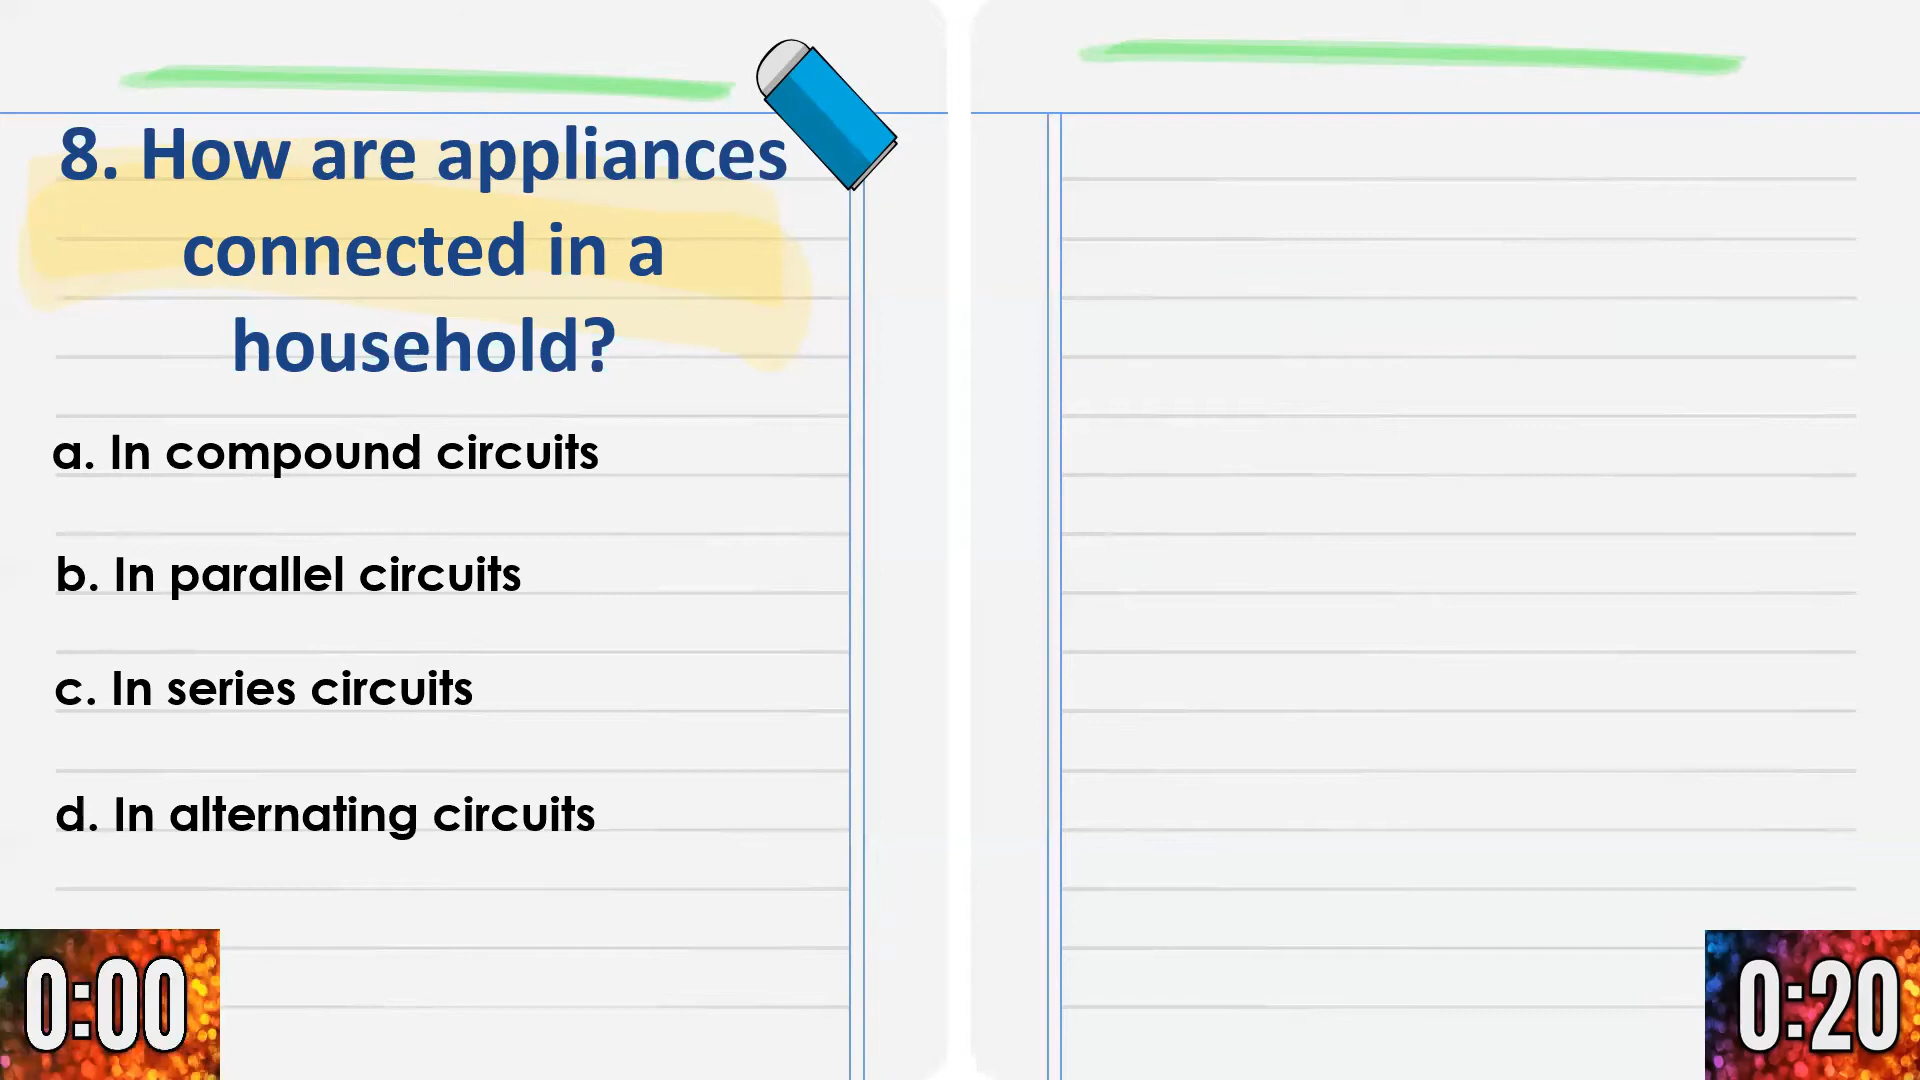 8. How are appliances
connected in a
household?
a. In compound circuits
b. In parallel circuits
c. In series circuits
d. In alternating circuits
0:00
0:20